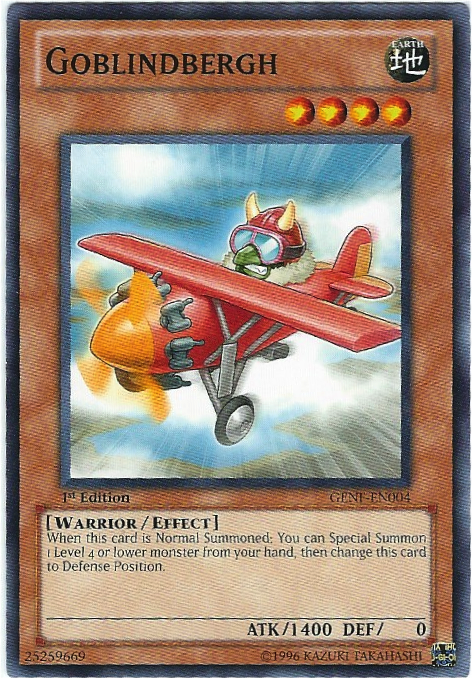 GOBLINDBERGH
EARTH
地
1st Edition
GENF-EN004
[WARRIOR / EFFECT]
When this card is Normal Summoned: You can Special Summon
1 Level 4 or lower monster from your hand, then change this card
to Defense Position.
ATK/1400 DEF/ 0
25259669
©1996 KAZUKI TAKAHASHI